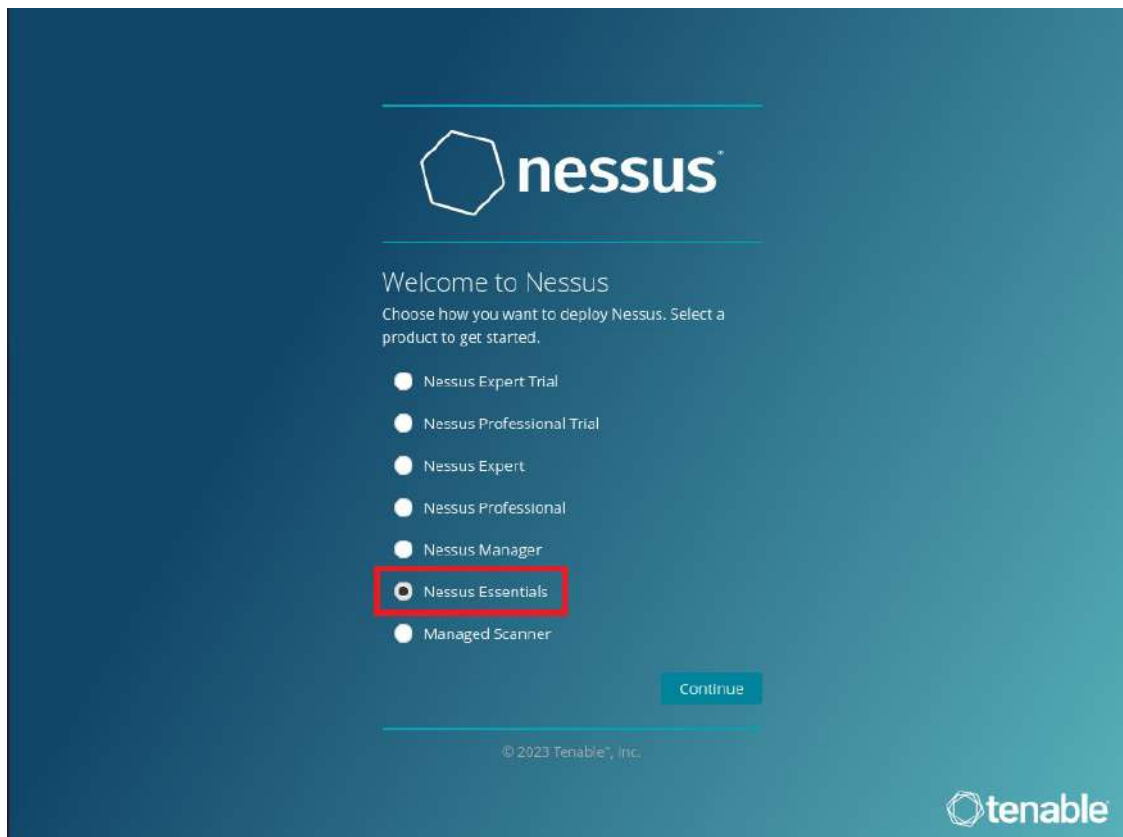 nessus
Welcome to Nessus
Choose how you want to deploy Nessus. Select a
product to get started.
Nessus Expert Trial
Nessus Professional Trial
Nessus Expert
Nessus Professional
Nessus Manager
Nessus Essentials
Managed Scanner
Continue
© 2023 Tenable™, Inc.
tenable